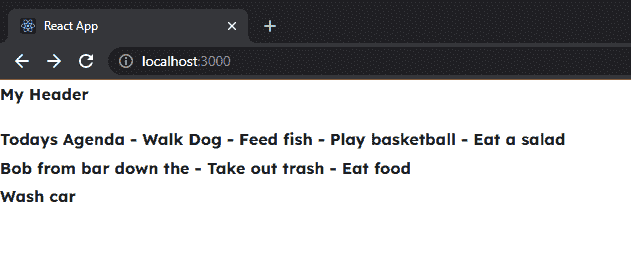 React App
localhost:3000
My Header
Todays Agenda - Walk Dog - Feed fish - Play basketball - Eat a salad
Bob from bar down the - Take out trash - Eat food
Wash car